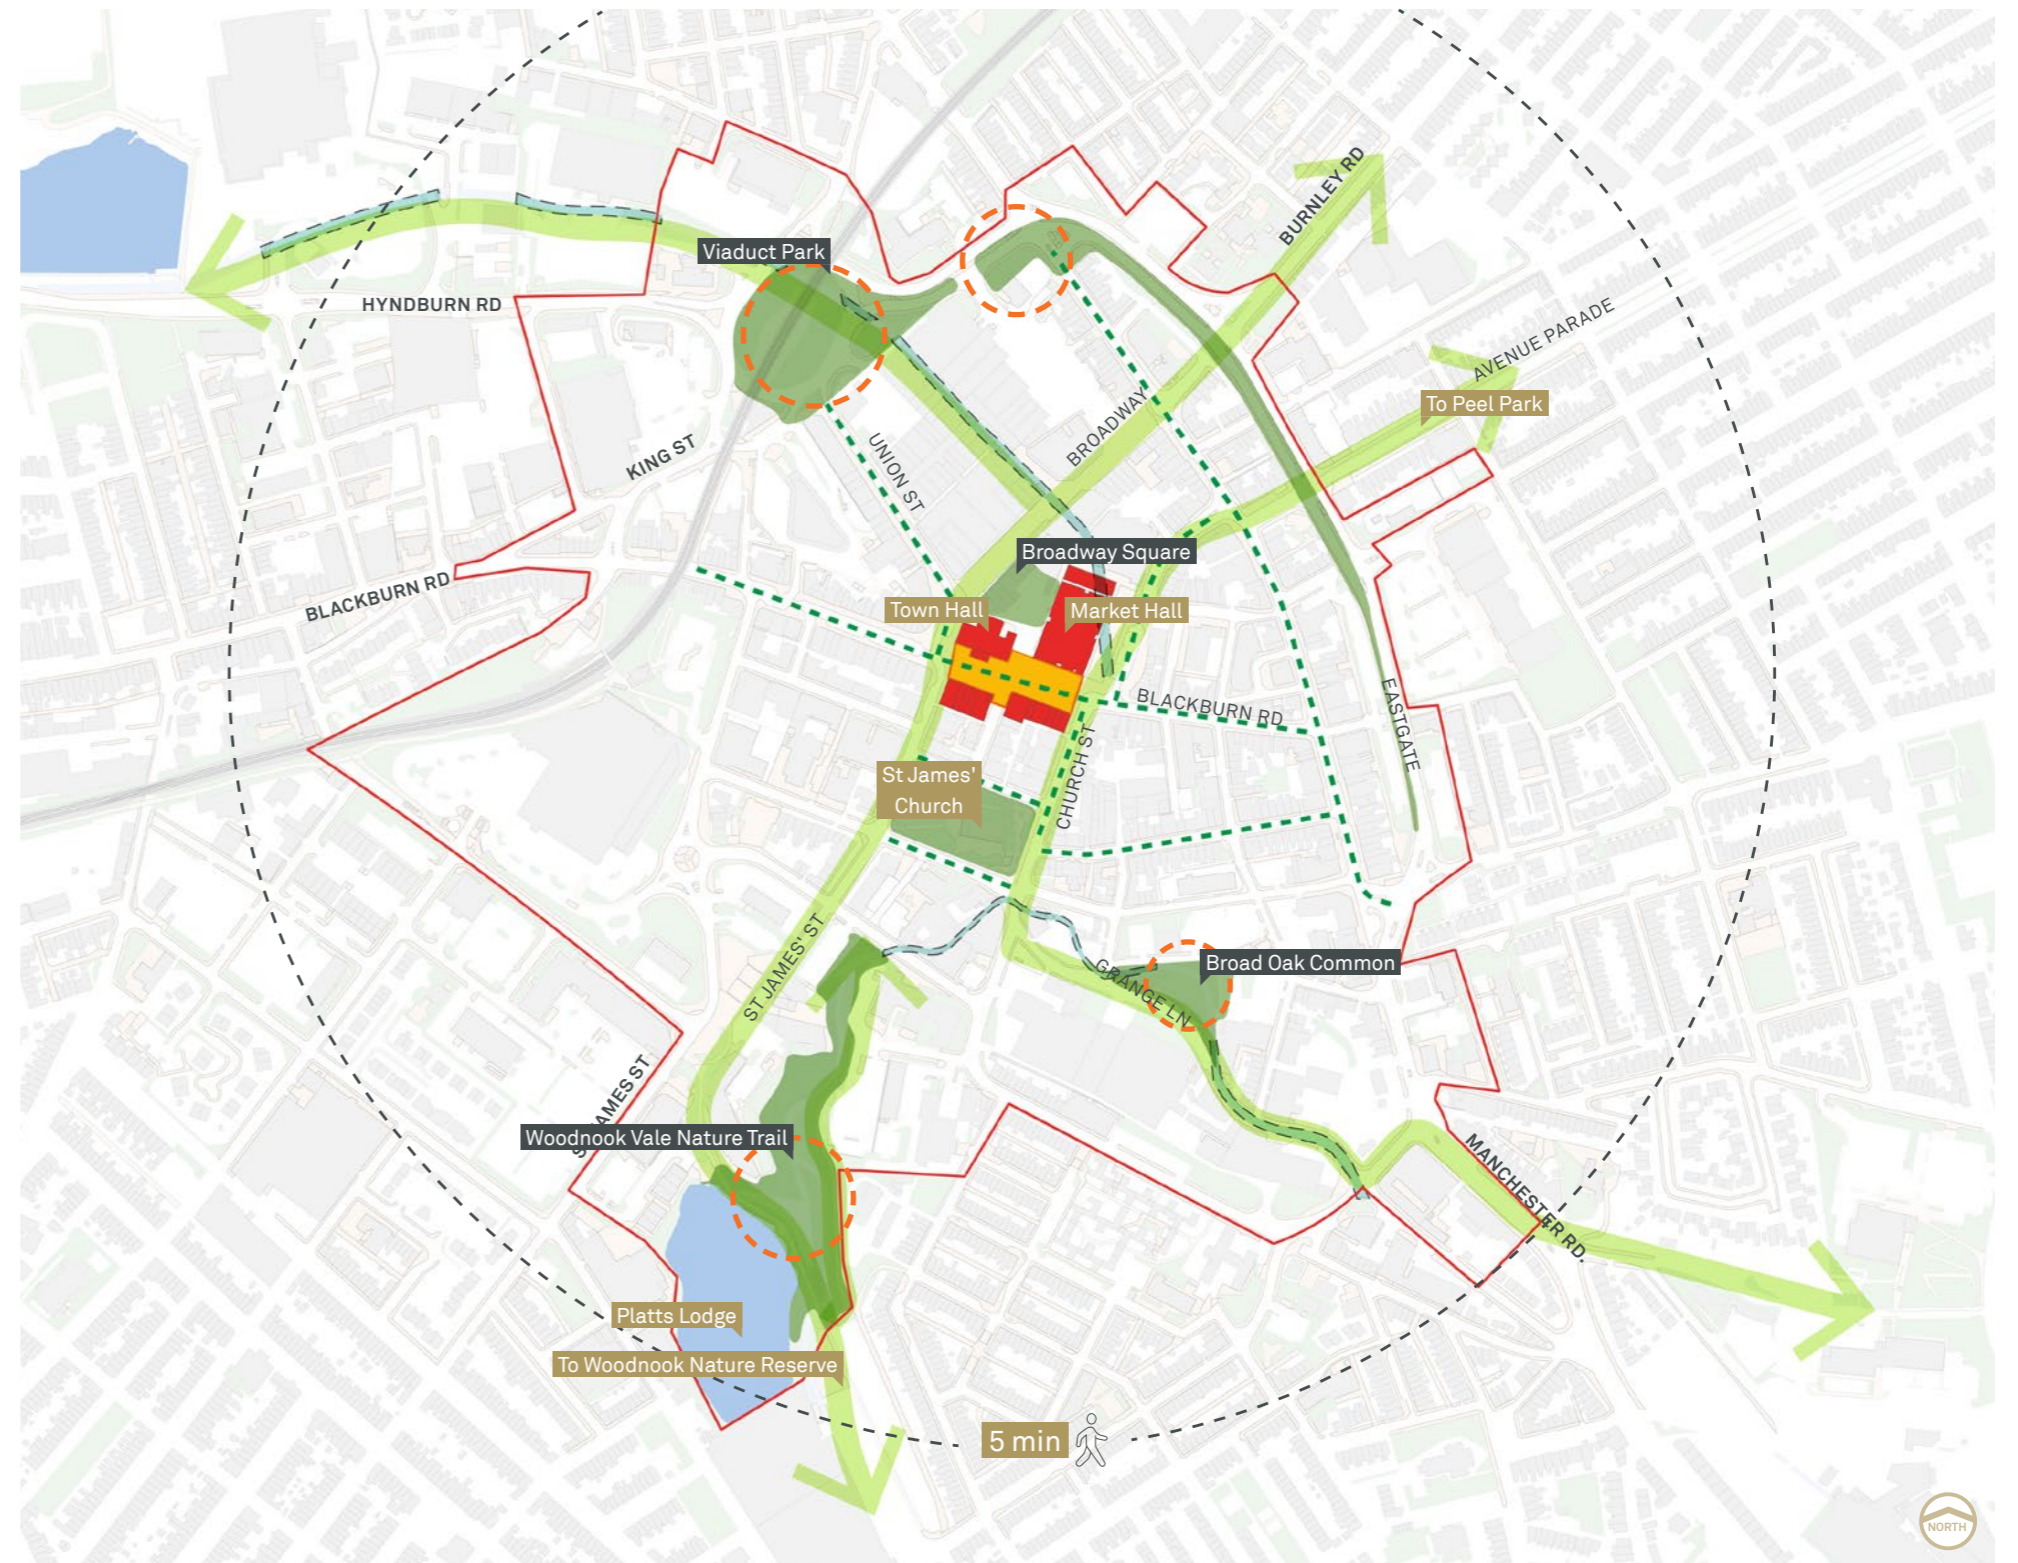 BURNLEY RD
Viaduct Park
HYNDBURN RD
AVENUE PARADE
To Peel Park
BROADWAY
KING ST
UNION ST
Broadway Square
BLACKBURN RD
Town Hall
Market Hall
BLACKBURN RD
EASTGATE
CHURCH ST
St James'
Church
ST JAMES' ST
GRANGE LN
Broad Oak Common
JAMES ST
Woodnook Vale Nature Trail
MANCHESTER RD
Platts Lodge
To Woodnook Nature Reserve
5 min
NORTH